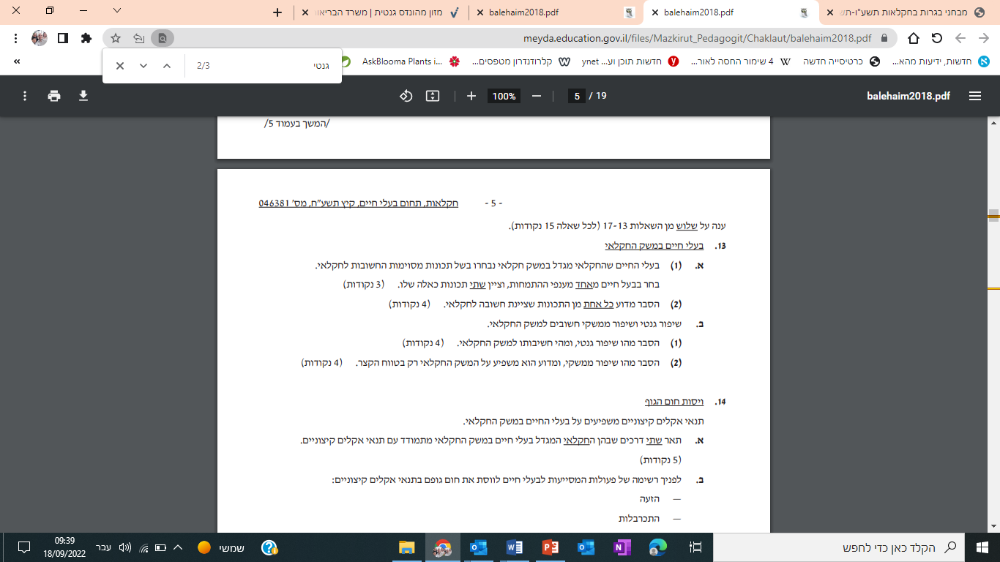 מזון מהונדס גנטית | משרד הבריאו
balehaim2018.pdf
balehaim2018.pdf
מבחני בגרות בחקלאות תשע"ו-תש
meyda.education.gov.il/files/Mazkirut_Pedagogit/Chaklaut/balehaim2018.pdf
גנטי
2/3
חדשות, ידיעות מהא...
כרטיסייה חדשה
4 שימור החסה לאור...
ynet חדשות תוכן וע...
קלרודנדרון מטפסים...
AskBlooma Plants i...
balehaim2018.pdf
5 / 19
100%
/המשך בעמוד 5/
- 5 -
חקלאות, תחום בעלי חיים, קיץ תשע"ח, מס' 046381
ענה על שלוש מן השאלות 13-17 (לכל שאלה 15 נקודות).
13. בעלי חיים במשק החקלאי
א. (1) בעלי החיים שהחקלאי מגדל במשק חקלאי נבחרו בשל תכונות מסוימות החשובות לחקלאי.
בחר בבעל חיים מאחד מענפי ההתמחות, וציין שתי תכונות כאלה שלו. (3 נקודות)
(2) הסבר מדוע כל אחת מן התכונות שציינת חשובה לחקלאי. (4 נקודות)
ב. שיפור גנטי ושיפור ממשקי חשובים למשק החקלאי.
(1) הסבר מהו שיפור גנטי, ומהי חשיבותו למשק החקלאי. (4 נקודות)
(2) הסבר מהו שיפור ממשקי, ומדוע הוא משפיע על המשק החקלאי רק בטווח הקצר. (4 נקודות)
14. ויסות חום הגוף
תנאי אקלים קיצוניים משפיעים על בעלי החיים במשק החקלאי.
א. תאר שתי דרכים שבהן החקלאי המגדל בעלי חיים במשק החקלאי מתמודד עם תנאי אקלים קיצוניים.
(5 נקודות)
ב. לפניך רשימה של פעולות המסייעות לבעלי חיים לווסת את חום גופם בתנאי אקלים קיצוניים:
— הזעה
— התכרבלות
הקלד כאן כדי לחפש
שמשי
עבר
09:39
18/09/2022